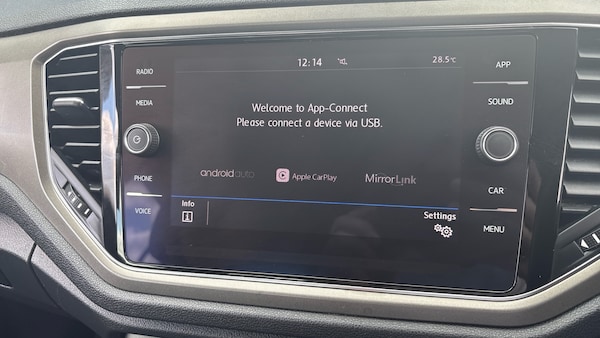 12:14 28.5°C
RADIO
APP
MEDIA
SOUND
Welcome to App-Connect
Please connect a device via USB.
androidauto Apple CarPlay MirrorLink
PHONE
CAR
VOICE
Info
Settings
MENU